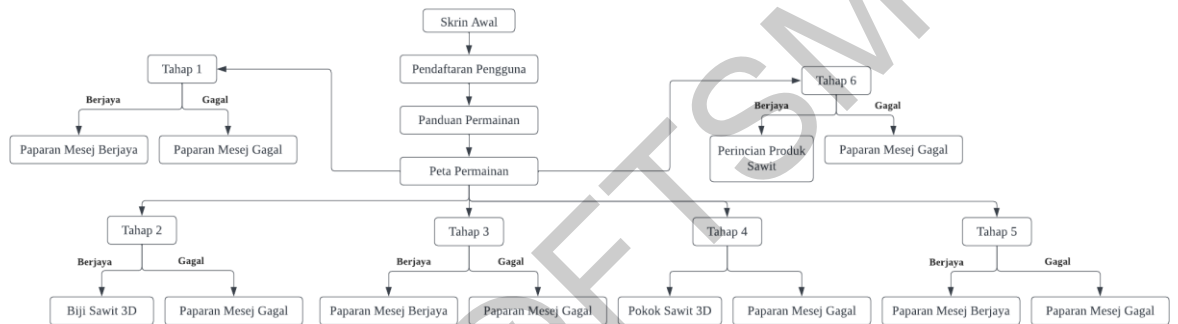 Skrin Awal
Pendaftaran Pengguna
Panduan Permainan
Peta Permainan
Tahap 1
Berjaya
Gagal
Paparan Mesej Berjaya
Paparan Mesej Gagal
Tahap 6
Berjaya
Gagal
Perincian Produk
Sawit
Paparan Mesej Gagal
Tahap 2
Berjaya
Gagal
Biji Sawit 3D
Paparan Mesej Gagal
Tahap 3
Berjaya
Gagal
Paparan Mesej Berjaya
Paparan Mesej Gagal
Tahap 4
Pokok Sawit 3D
Paparan Mesej Gagal
Tahap 5
Berjaya
Gagal
Paparan Mesej Berjaya
Paparan Mesej Gagal